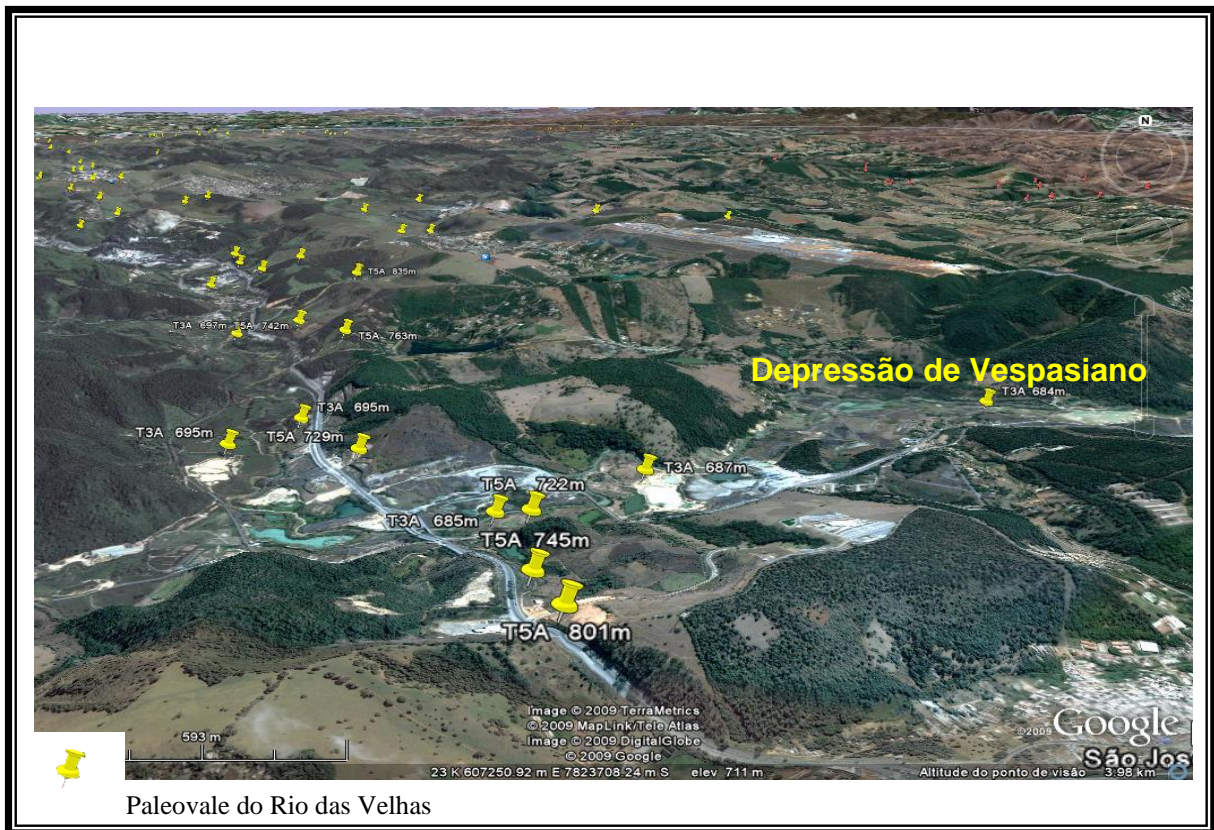 N
T5A 835m
T3A 697m T5A 742m
T5A 763m
Depressão de Vespasiano
T3A 684m
T3A 695m
T3A 695m
T5A 729m
T3A 687m
T5A 722m
T3A 685m
T5A 745m
T5A 801m
Image © 2009 TerraMetrics
© 2009 MapLink/Tele Atlas
Image © 2009 DigitalGlobe
© 2009 Google
©2009 Google
593 m
São Jos
23 K 607250.92 m E 7823708.24 m S elev 711 m
Altitude do ponto de visão 3.98 km
Paleovale do Rio das Velhas